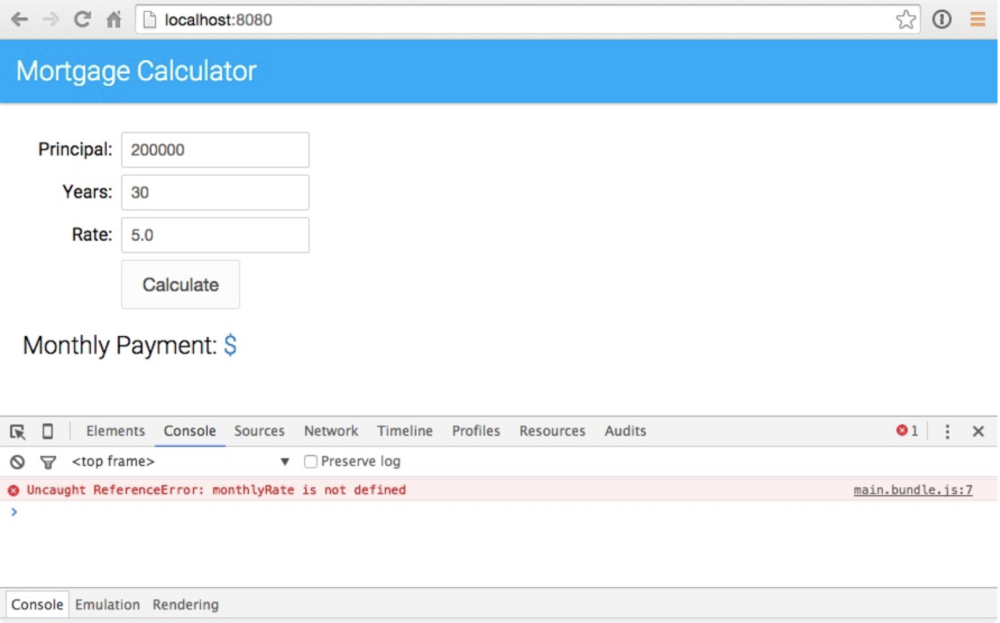 localhost:8080
Mortgage Calculator
Principal: 200000
Years: 30
Rate: 5.0
Calculate
Monthly Payment: $
Elements Console Sources Network Timeline Profiles Resources Audits 1
<top frame> ▼ Preserve log
Uncaught ReferenceError: monthlyRate is not defined main.bundle.js:7
>
Console Emulation Rendering